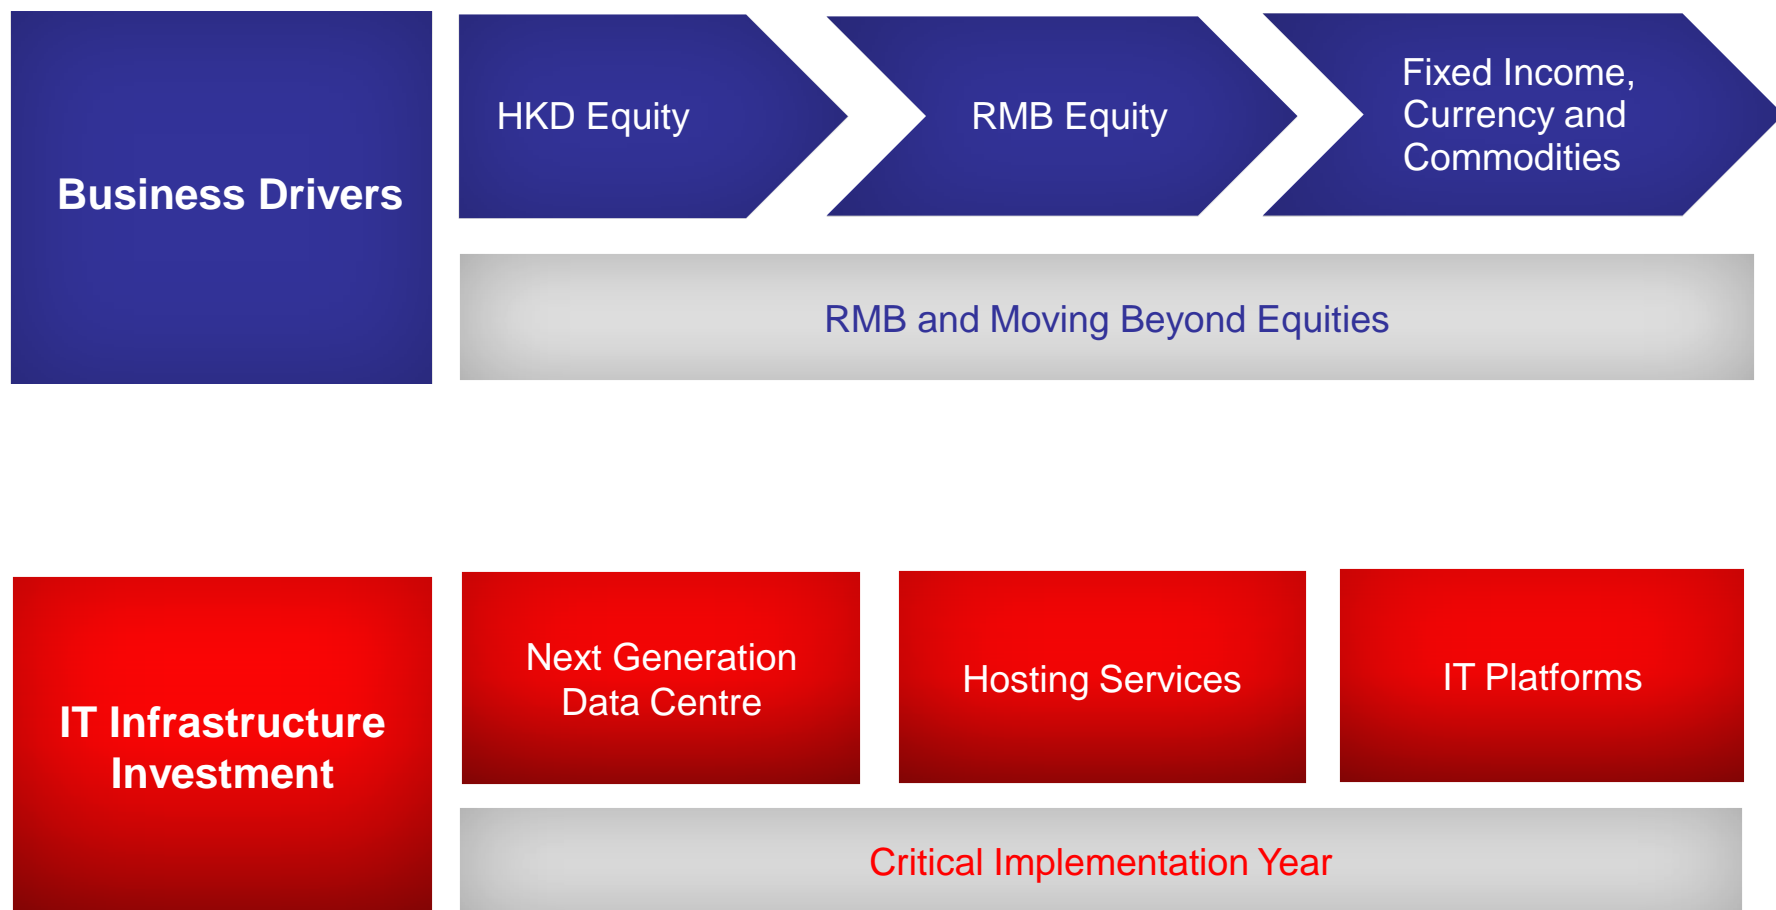 Business Drivers
HKD Equity
RMB Equity
Fixed Income,
Currency and
Commodities
RMB and Moving Beyond Equities
IT Infrastructure
Investment
Next Generation
Data Centre
Hosting Services
IT Platforms
Critical Implementation Year